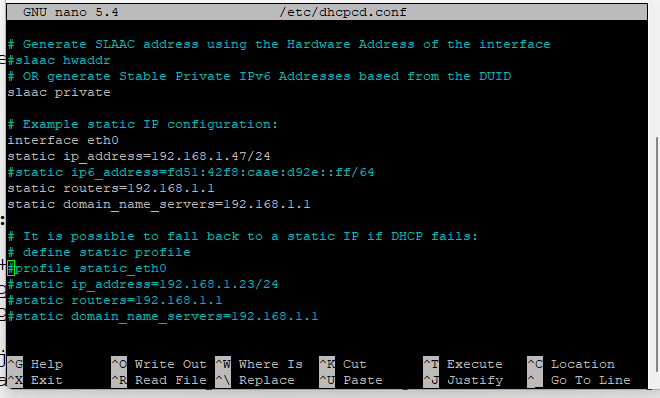 GNU nano 5.4 /etc/dhcpcd.conf
# Generate SLAAC address using the Hardware Address of the interface
#slaac hwaddr
# OR generate Stable Private IPv6 Addresses based from the DUID
slaac private
# Example static IP configuration:
interface eth0
static ip_address=192.168.1.47/24
#static ip6_address=fd51:42f8:caae:d92e::ff/64
static routers=192.168.1.1
static domain_name_servers=192.168.1.1
# It is possible to fall back to a static IP if DHCP fails:
# define static profile
#profile static_eth0
#static ip_address=192.168.1.23/24
#static routers=192.168.1.1
#static domain_name_servers=192.168.1.1
^G Help ^O Write Out ^W Where Is ^K Cut ^T Execute ^C Location
^X Exit ^R Read File ^\ Replace ^U Paste ^J Justify ^_ Go To Line